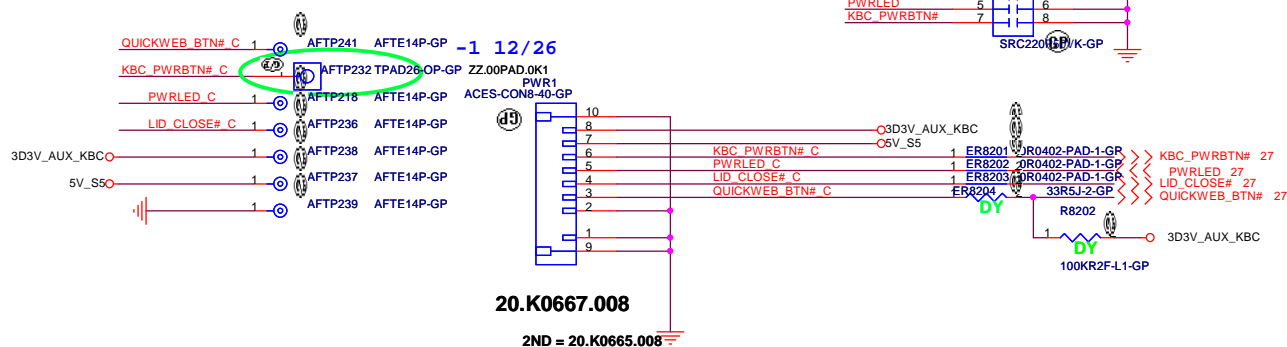 PWRLED 5 6
KBC_PWRBTN# 7 8
SRC220
K-GP
QUICKWEB_BTN#_C 1 AFTP241 AFTE14P-GP
-1 12/26
KBC_PWRBTN#_C 1 AFTP232 TPAD26-OP-GP ZZ.00PAD.0K1
PWR1
ACES-CON8-40-GP
PWRLED_C 1 AFTP218 AFTE14P-GP
LID_CLOSE#_C 1 AFTP236 AFTE14P-GP
3D3V_AUX_KBC 1 AFTP238 AFTE14P-GP
5V_S5 1 AFTP237 AFTE14P-GP
1 AFTP239 AFTE14P-GP
GP
10
8 3D3V_AUX_KBC
7 5V_S5
6 KBC_PWRBTN#_C 1 ER8201 0R0402-PAD-1-GP KBC_PWRBTN# 27
5 PWRLED_C 1 ER8202 0R0402-PAD-1-GP PWRLED 27
4 LID_CLOSE#_C 1 ER8203 0R0402-PAD-1-GP LID_CLOSE# 27
3 QUICKWEB_BTN#_C 1 ER8204 33R5J-2-GP QUICKWEB_BTN# 27
DY
2
R8202
1
9
1 3D3V_AUX_KBC
DY
100KR2F-L1-GP
20.K0667.008
2ND = 20.K0665.008